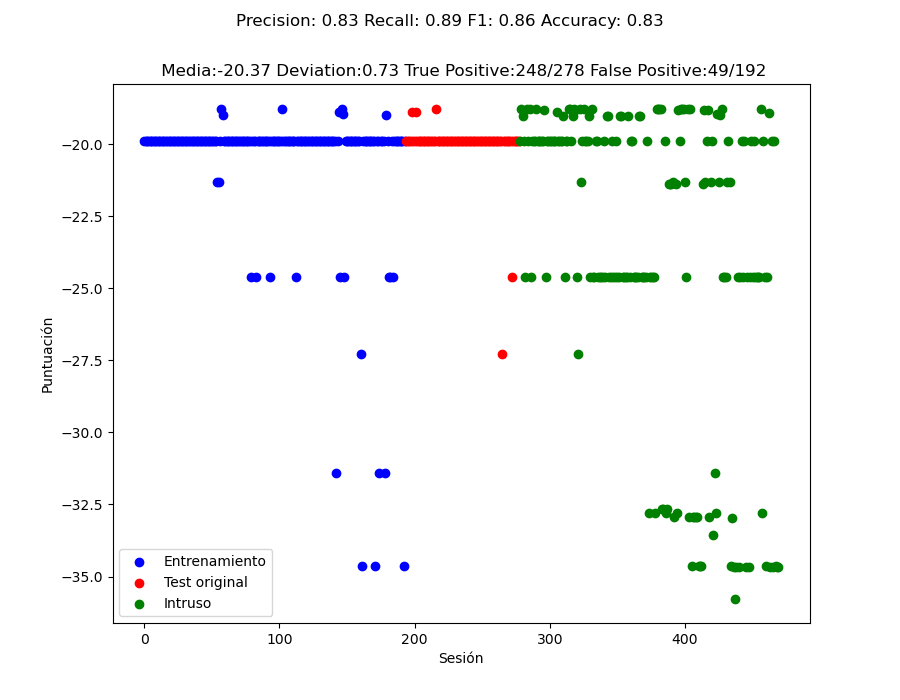 Precision: 0.83 Recall: 0.89 F1: 0.86 Accuracy: 0.83
Media:-20.37 Deviation:0.73 True Positive:248/278 False Positive:49/192
−20.0
−22.5
−25.0
−27.5
−30.0
−32.5
−35.0
Puntuación
Entrenamiento
Test original
Intruso
0 100 200 300 400
Sesión